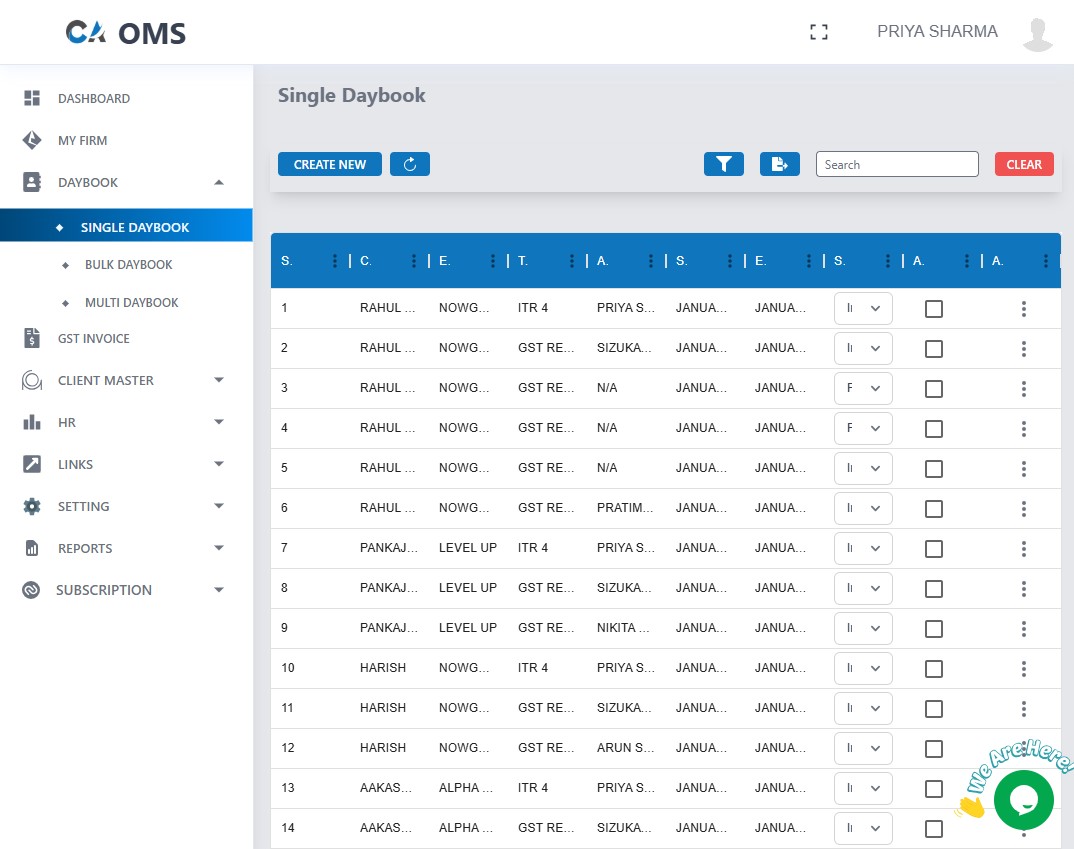 CA OMS
PRIYA SHARMA
DASHBOARD
MY FIRM
DAYBOOK
SINGLE DAYBOOK
BULK DAYBOOK
MULTI DAYBOOK
GST INVOICE
CLIENT MASTER
HR
LINKS
SETTING
REPORTS
SUBSCRIPTION
Single Daybook
CREATE NEW
Search
CLEAR
S. C. E. T. A. S. E. S. A. A.
1 RAHUL ... NOWG... ITR 4 PRIYA S... JANUA... JANUA...
2 RAHUL ... NOWG... GST RE... SIZUKA... JANUA... JANUA...
3 RAHUL ... NOWG... GST RE... N/A JANUA... JANUA...
4 RAHUL ... NOWG... GST RE... N/A JANUA... JANUA...
5 RAHUL ... NOWG... GST RE... N/A JANUA... JANUA...
6 RAHUL ... NOWG... GST RE... PRATIM... JANUA... JANUA...
7 PANKAJ... LEVEL UP ITR 4 PRIYA S... JANUA... JANUA...
8 PANKAJ... LEVEL UP GST RE... SIZUKA... JANUA... JANUA...
9 PANKAJ... LEVEL UP GST RE... NIKITA ... JANUA... JANUA...
10 HARISH NOWG... ITR 4 PRIYA S... JANUA... JANUA...
11 HARISH NOWG... GST RE... SIZUKA... JANUA... JANUA...
12 HARISH NOWG... GST RE... ARUN S... JANUA... JANUA...
13 AAKAS... ALPHA ... ITR 4 PRIYA S... JANUA... JANUA...
14 AAKAS... ALPHA ... GST RE... SIZUKA... JANUA... JANUA...
We Are Here!